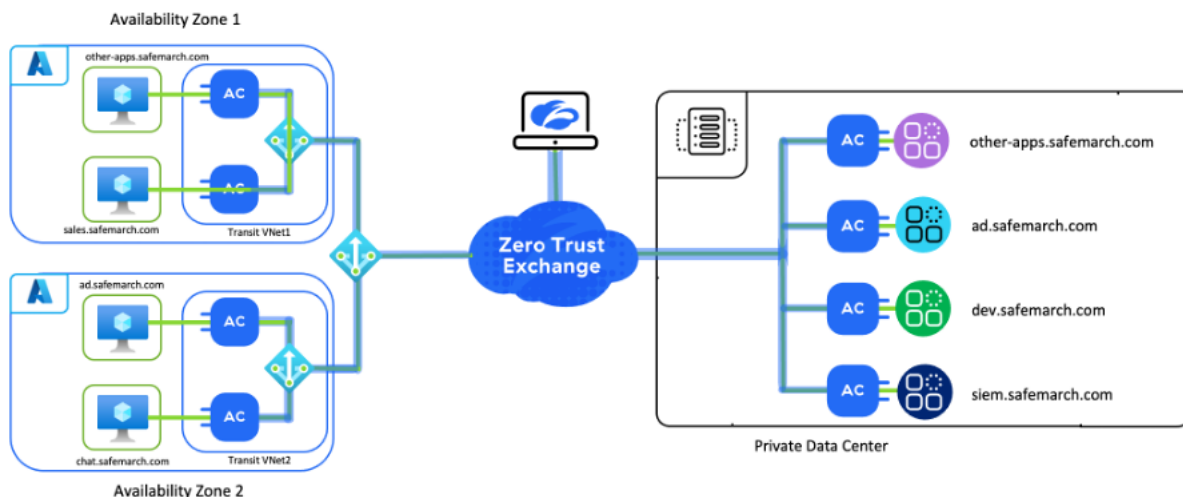 Availability Zone 1
other-apps.safemarch.com
AC
AC
sales.safemarch.com
Transit VNet1
ad.safemarch.com
AC
AC
chat.safemarch.com
Transit VNet2
Availability Zone 2
Zero Trust
Exchange
AC
other-apps.safemarch.com
AC
ad.safemarch.com
AC
dev.safemarch.com
AC
siem.safemarch.com
Private Data Center